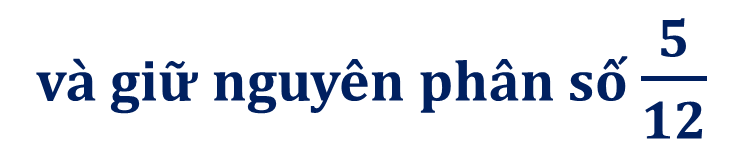 và giữ nguyên phân số 5/12